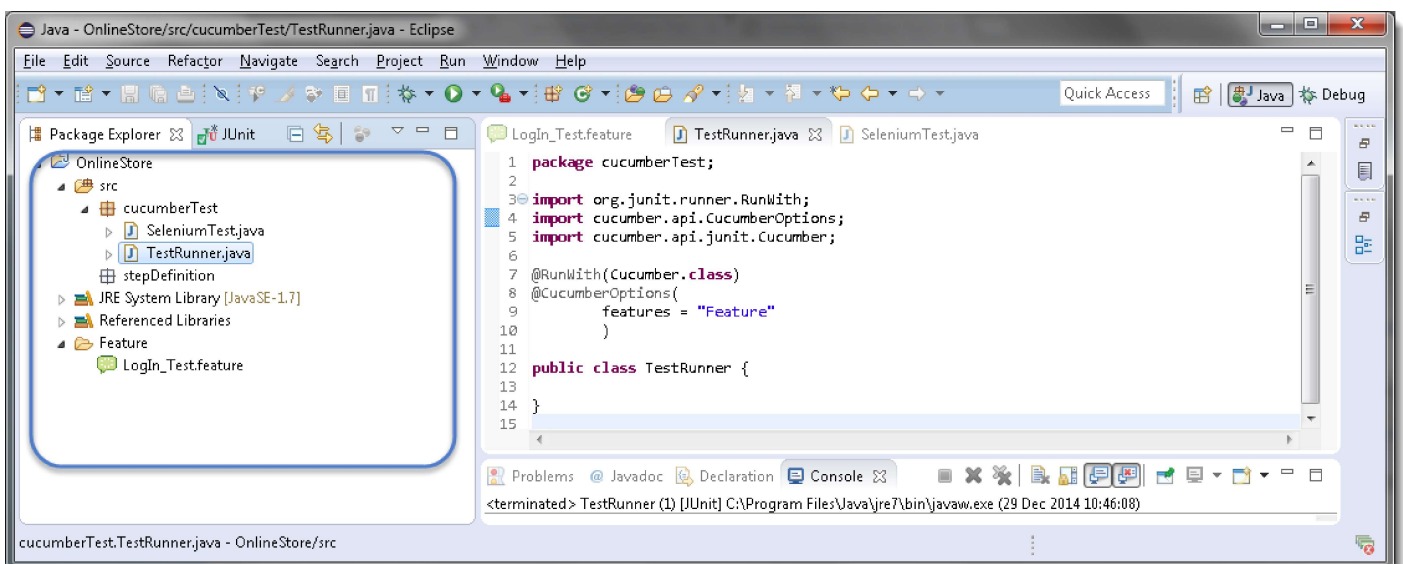 Java - OnlineStore/src/cucumberTest/TestRunner.java - Eclipse
File Edit Source Refactor Navigate Search Project Run Window Help
Quick Access
Java
Debug
Package Explorer
JUnit
OnlineStore
src
cucumberTest
SeleniumTest.java
TestRunner.java
stepDefinition
JRE System Library [JavaSE-1.7]
Referenced Libraries
Feature
LogIn_Test.feature
LogIn_Test.feature TestRunner.java SeleniumTest.java
1 package cucumberTest;
2
3 import org.junit.runner.RunWith;
4 import cucumber.api.CucumberOptions;
5 import cucumber.api.junit.Cucumber;
6
7 @RunWith(Cucumber.class)
8 @CucumberOptions(
9 features = "Feature"
10 )
11
12 public class TestRunner {
13
14 }
15
Problems @ Javadoc Declaration Console
<terminated> TestRunner (1) [JUnit] C:\Program Files\Java\jre7\bin\javaw.exe (29 Dec 2014 10:46:08)
cucumberTest.TestRunner.java - OnlineStore/src